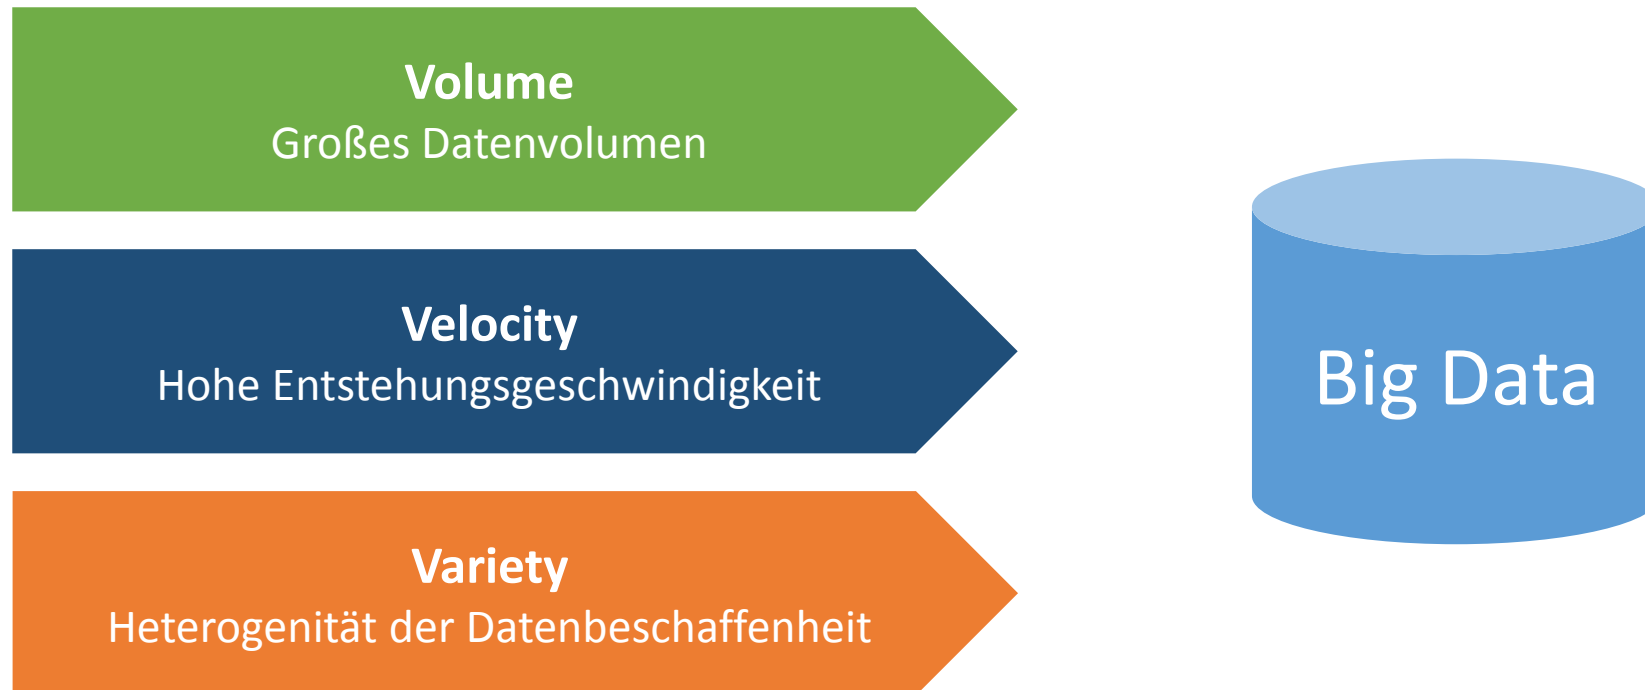 Volume
Großes Datenvolumen
Velocity
Hohe Entstehungsgeschwindigkeit
Variety
Heterogenität der Datenbeschaffenheit
Big Data